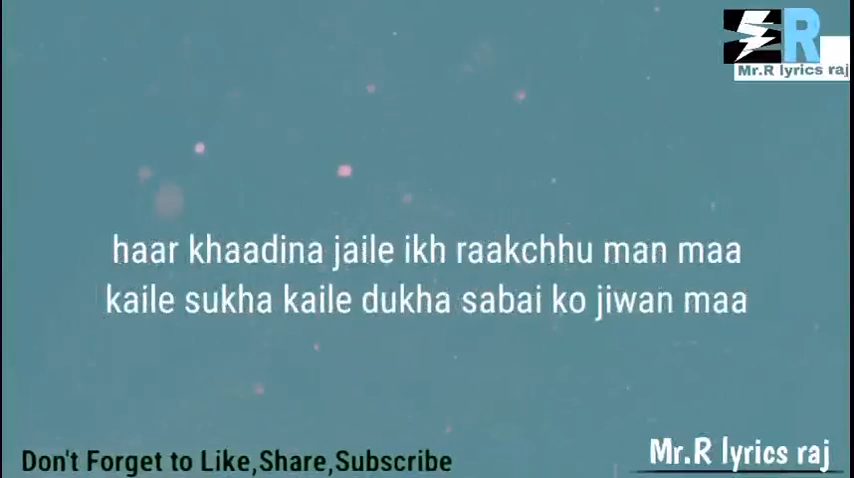 R
Mr.R lyrics raj
haar khaadina jaile ikh raakchhu man maa
kaile sukha kaile dukha sabai ko jiwan maa
Don't Forget to Like,Share,Subscribe
Mr.R lyrics raj